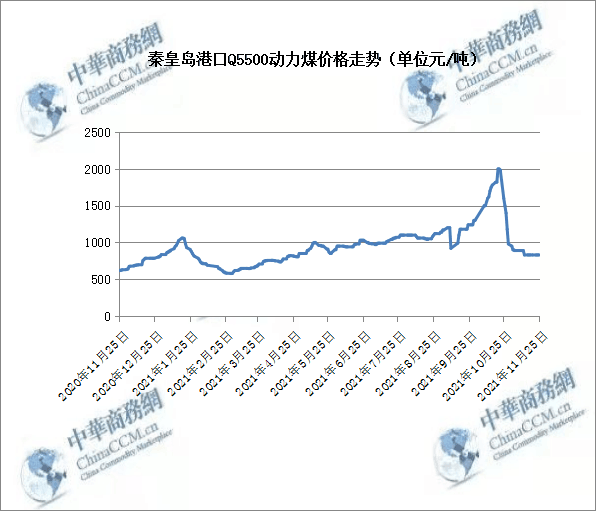 中華商務網
ChinaCCM.cn
China Commodity Marketplace
中華商務網
ChinaCCM.cn
China Commodity Marketplace
秦皇岛港口Q5500动力煤价格走势（单位元/吨）
2500
2000
1500
1000
500
0
2020年11月25日
2020年12月25日
2021年1月25日
2021年2月25日
2021年3月25日
2021年4月25日
2021年5月25日
2021年6月25日
2021年7月25日
2021年8月25日
2021年9月25日
2021年10月25日
2021年11月25日
中華商務網
ChinaCCM.cn
China Commodity Marketplace
中華商務網
ChinaCCM.cn
China Commodity Marketplace